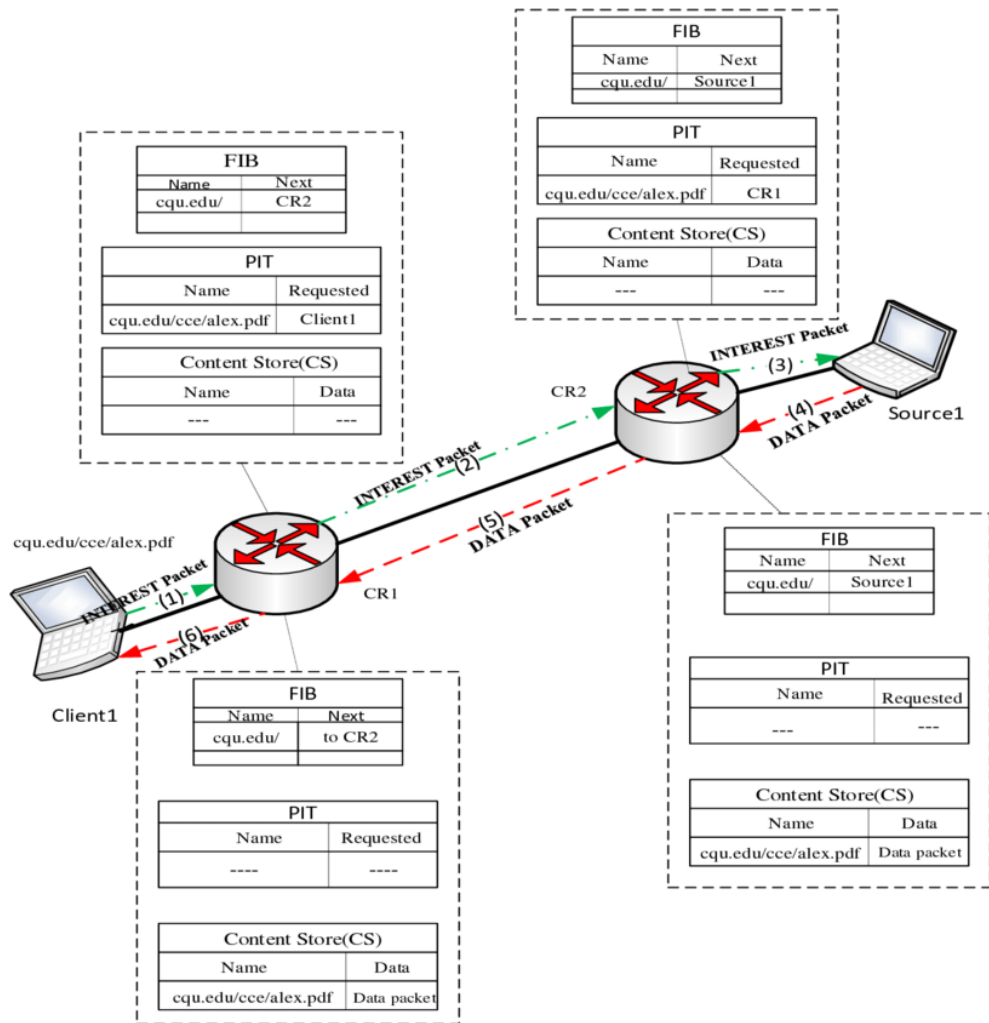 FIB
Name Next
cqu.edu/ Source1
PIT
Name Requested
cqu.edu/cce/alex.pdf CR1
Content Store(CS)
Name Data
--- ---
FIB
Name Next
cqu.edu/ CR2
PIT
Name Requested
cqu.edu/cce/alex.pdf Client1
Content Store(CS)
Name Data
--- ---
INTEREST Packet
(3)
CR2
(4)
DATA Packet
Source1
INTEREST Packet
(2)
(5)
DATA Packet
cqu.edu/cce/alex.pdf
INTEREST Packet
(1)
CR1
(6)
DATA Packet
Client1
FIB
Name Next
cqu.edu/ Source1
PIT
Name Requested
--- ---
Content Store(CS)
Name Data
cqu.edu/cce/alex.pdf Data packet
FIB
Name Next
cqu.edu/ to CR2
PIT
Name Requested
---- ----
Content Store(CS)
Name Data
cqu.edu/cce/alex.pdf Data packet